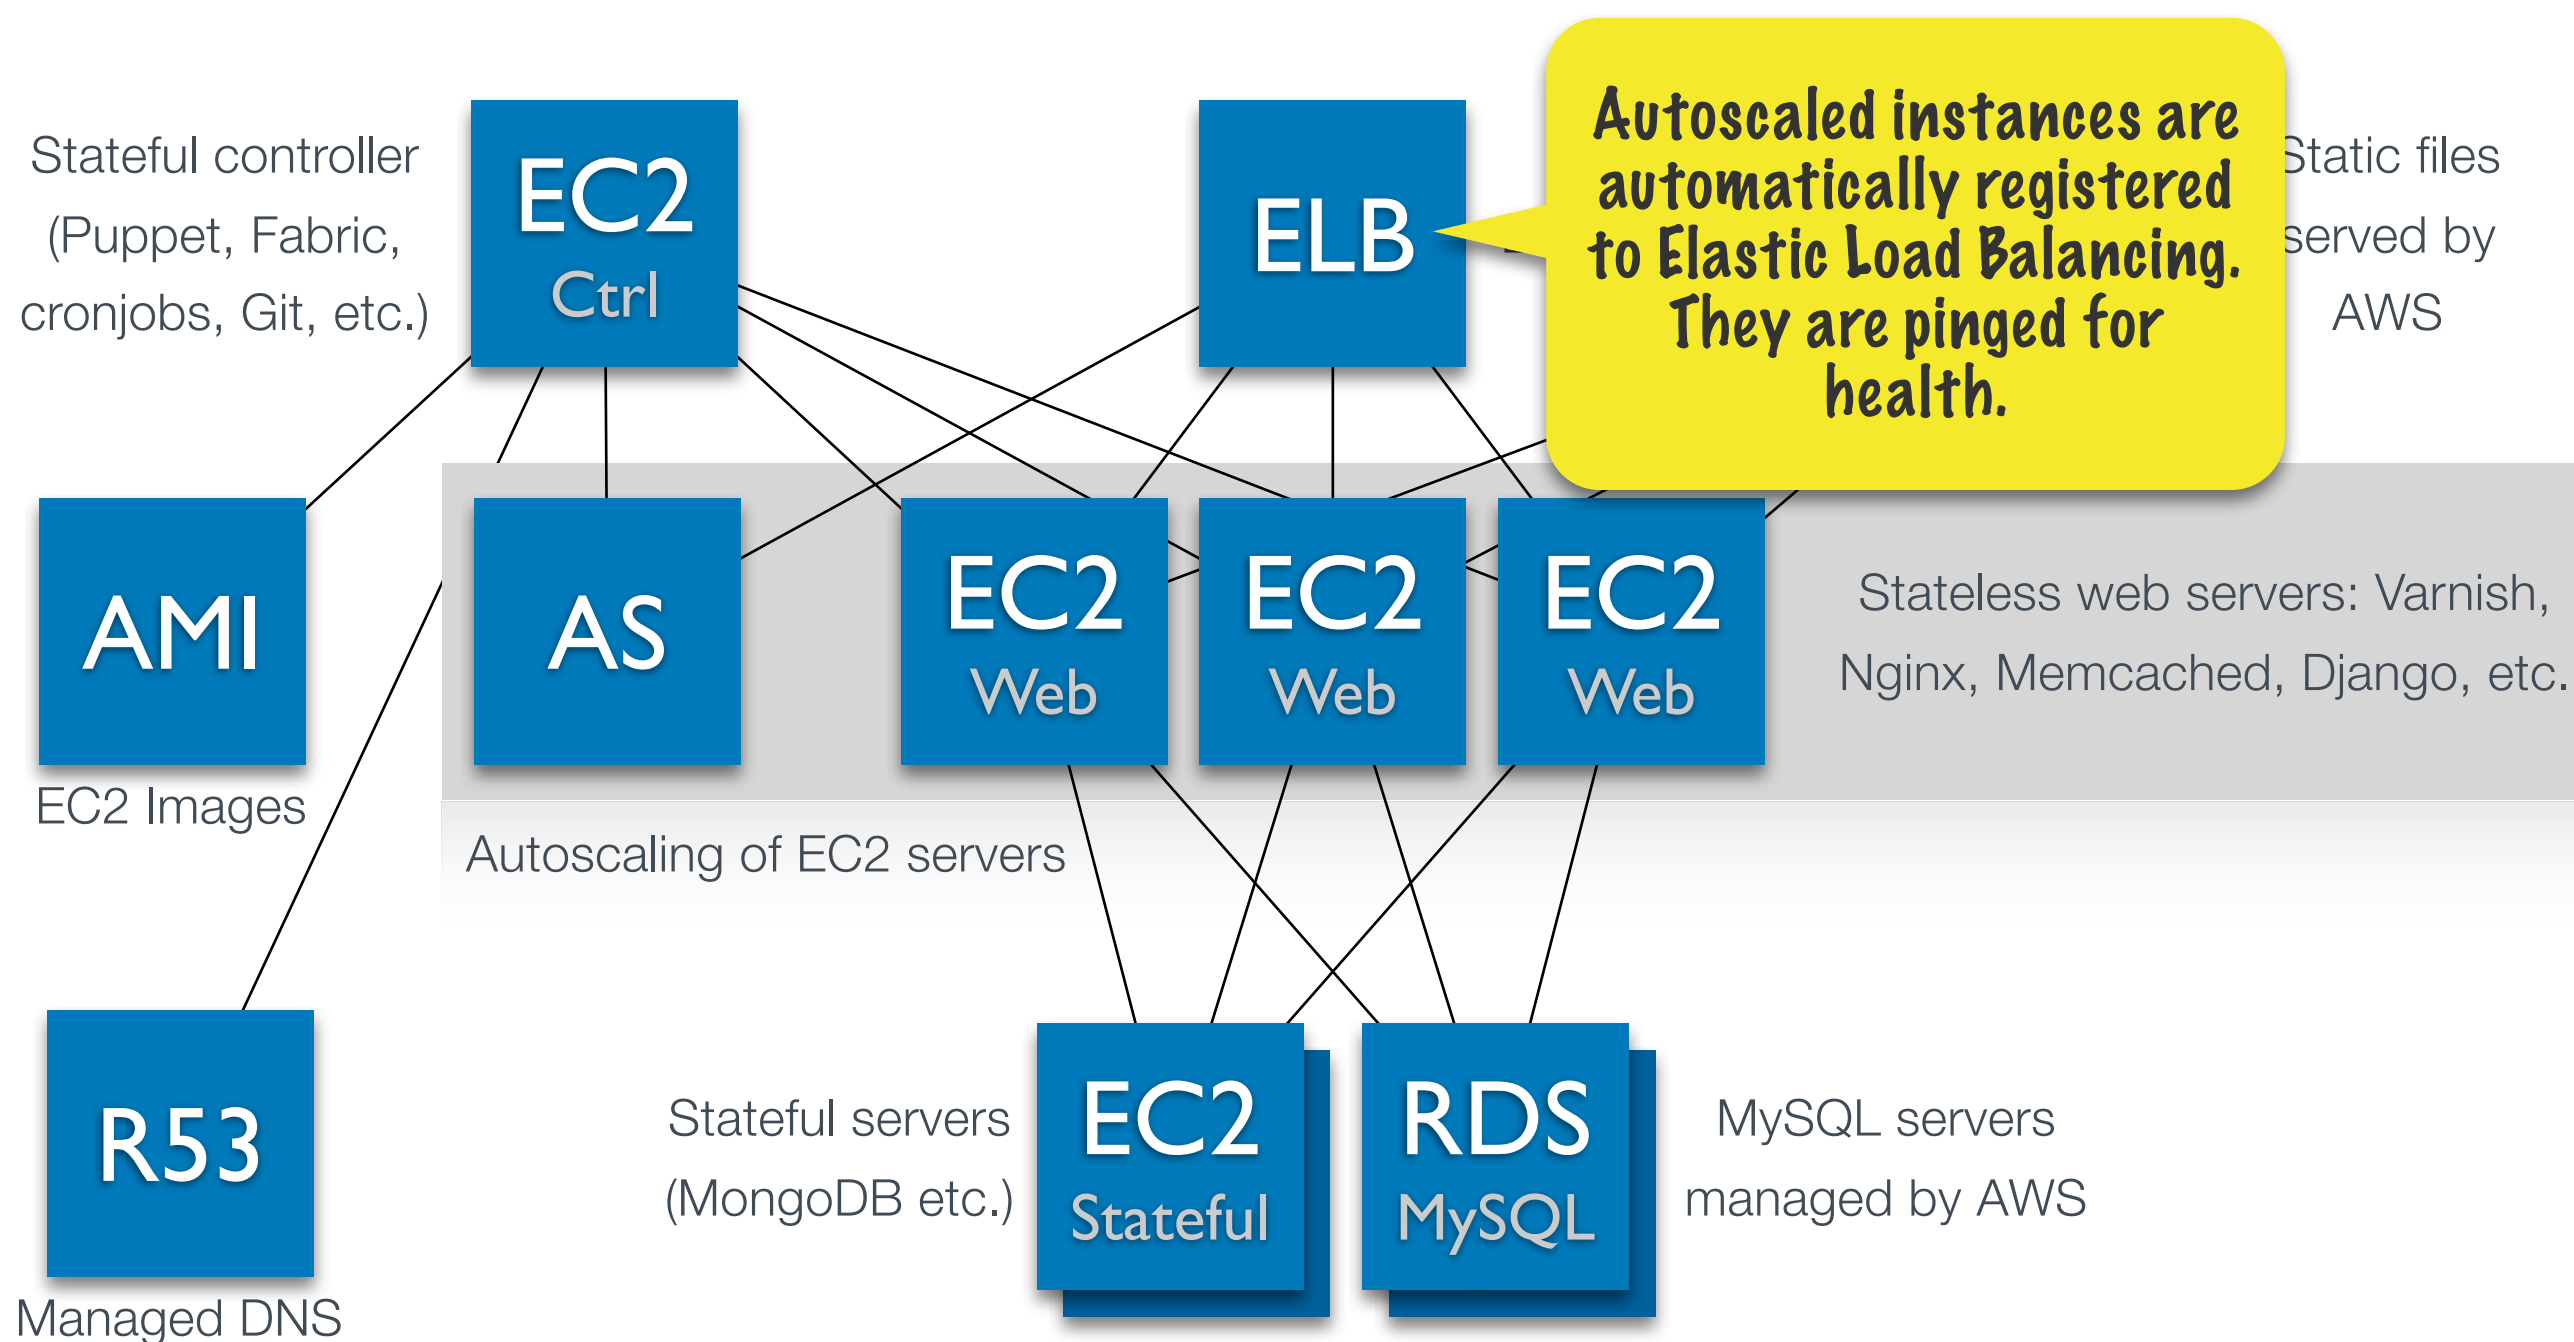 Stateful controller
(Puppet, Fabric,
cronjobs, Git, etc.)
EC2
Ctrl
ELB
Autoscaled instances are
automatically registered
to Elastic Load Balancing.
They are pinged for
health.
Static files
served by
AWS
AMI
EC2 Images
AS
EC2
Web
EC2
Web
EC2
Web
Stateless web servers: Varnish,
Nginx, Memcached, Django, etc.
Autoscaling of EC2 servers
R53
Managed DNS
Stateful servers
(MongoDB etc.)
EC2
Stateful
RDS
MySQL
MySQL servers
managed by AWS